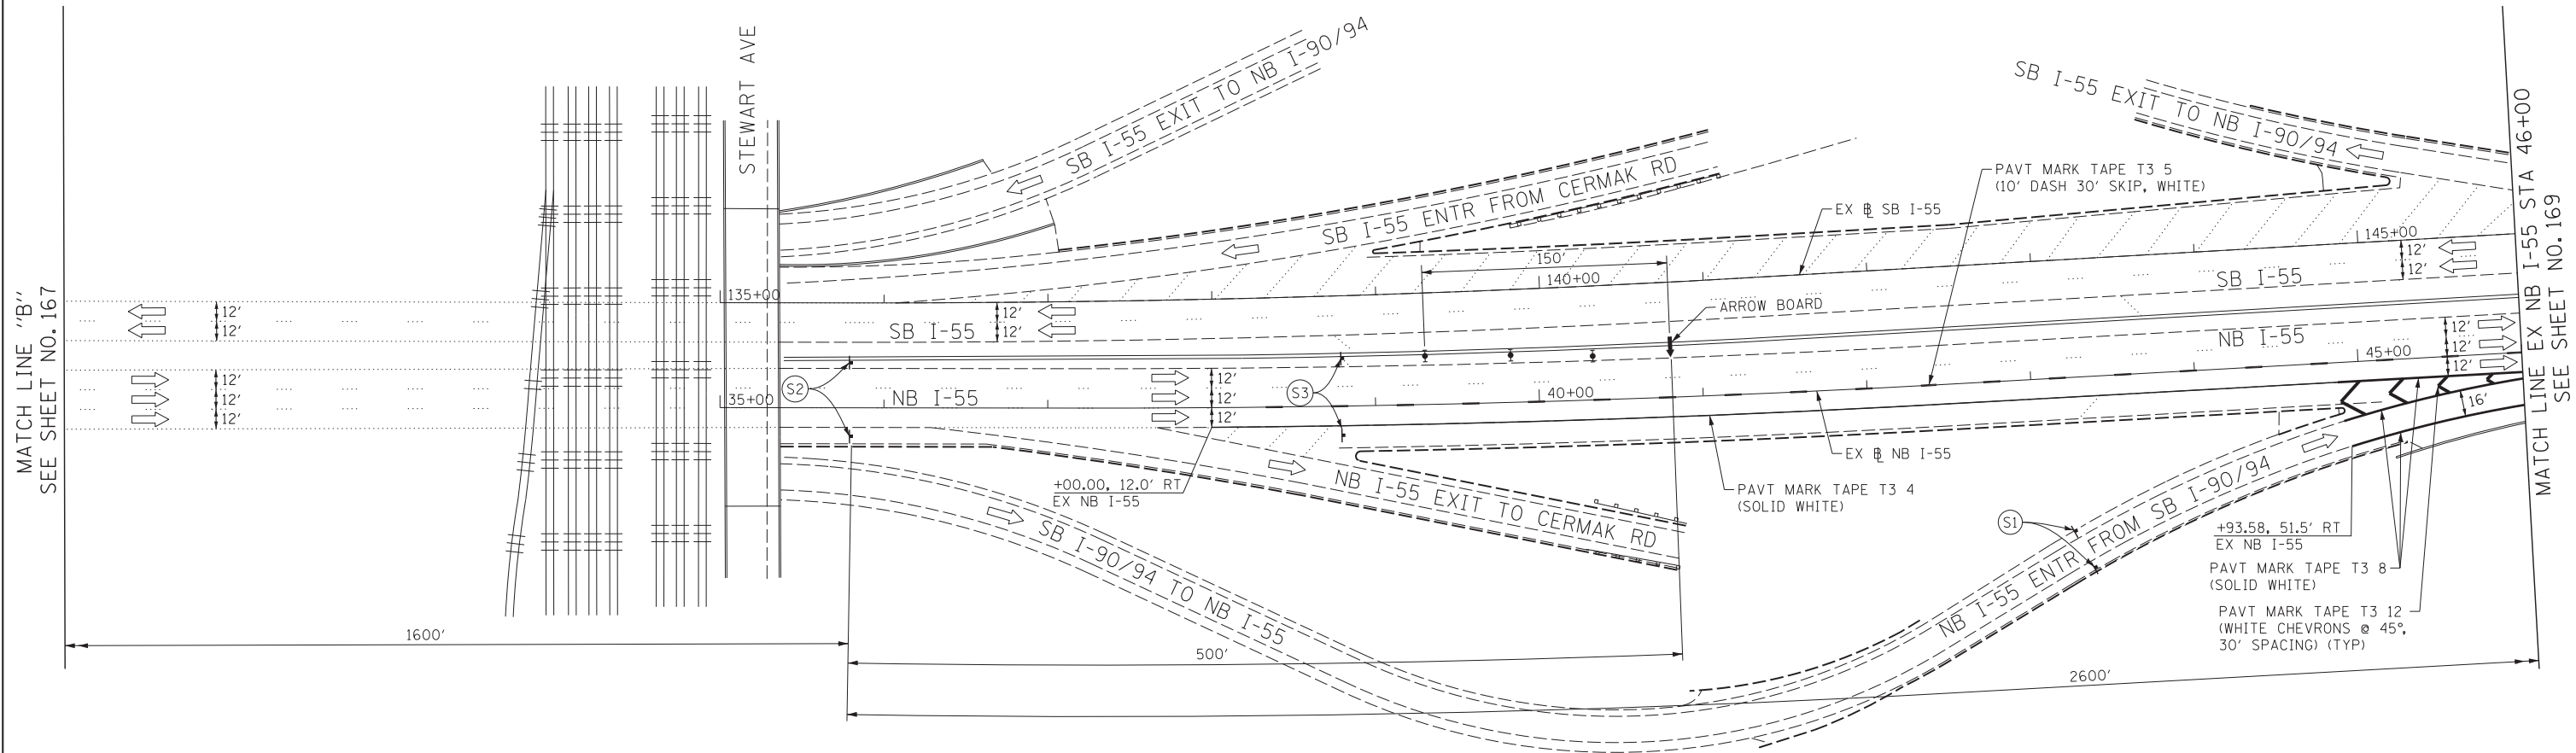 MATCH LINE "B"
SEE SHEET NO. 167
STEWART AVE
SB I-55 EXIT TO NB I-90/94
SB I-55 ENTR FROM CERMAK RD
SB I-55 EXIT TO NB I-90/94
PAVT MARK TAPE T3 5
(10' DASH 30' SKIP, WHITE)
EX ℄ SB I-55
150'
135+00
140+00
145+00
12'
12'
12'
12'
12'
12'
SB I-55
SB I-55
ARROW BOARD
12'
12'
12'
12'
12'
12'
12'
12'
12'
S2
S3
35+00
40+00
45+00
NB I-55
NB I-55
16'
+00.00, 12.0' RT
EX NB I-55
NB I-55 EXIT TO CERMAK RD
PAVT MARK TAPE T3 4
(SOLID WHITE)
EX ℄ NB I-55
SB I-90/94 TO NB I-55
S1
NB I-55 ENTR FROM SB I-90/94
+93.58, 51.5' RT
EX NB I-55
PAVT MARK TAPE T3 8
(SOLID WHITE)
PAVT MARK TAPE T3 12
(WHITE CHEVRONS @ 45°,
30' SPACING) (TYP)
1600'
500'
2600'
MATCH LINE EX NB I-55 STA 46+00
SEE SHEET NO. 169